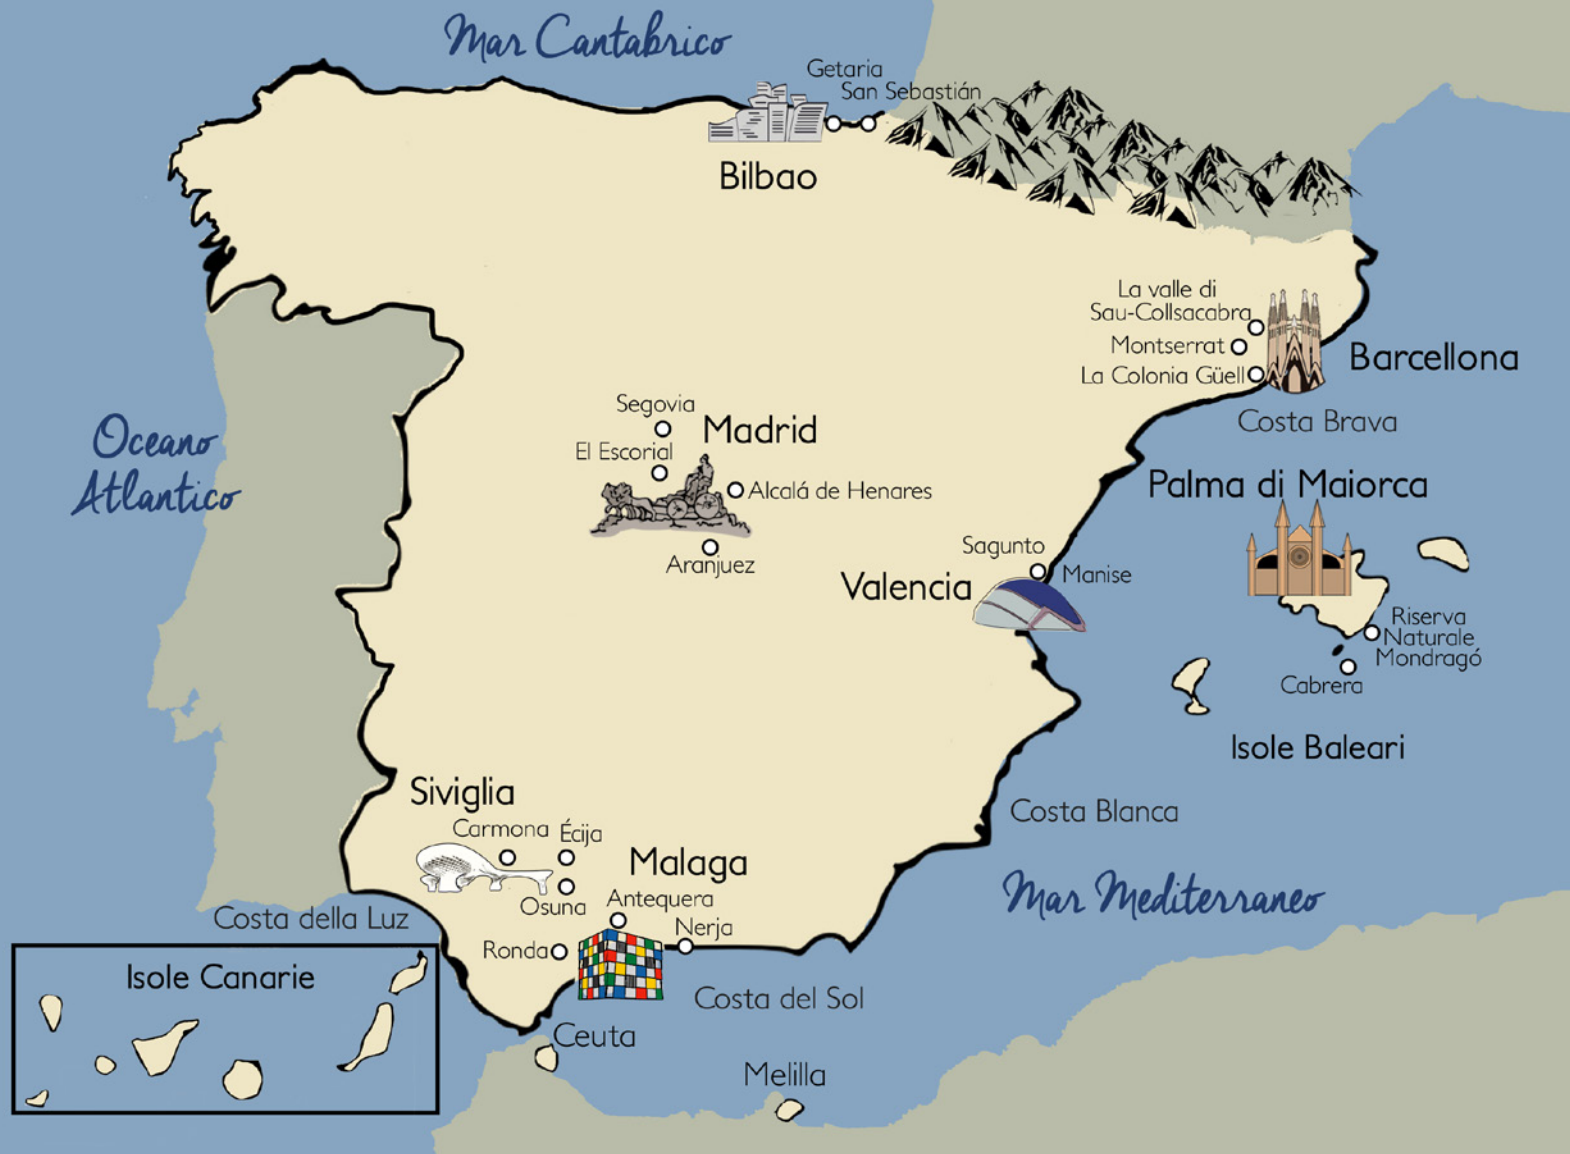 Mar Cantabrico
Getaria
San Sebastián
Bilbao
La valle di
Sau-Collsacabra
Montserrat
Barcellona
La Colonia Güell
Costa Brava
Segovia
Madrid
El Escorial
Alcalá de Henares
Aranjuez
Oceano
Atlantico
Palma di Maiorca
Sagunto
Manise
Valencia
Riserva
Naturale
Mondragó
Cabrera
Isole Baleari
Siviglia
Carmona
Écija
Costa Blanca
Malaga
Osuna
Antequera
Mar Mediterraneo
Costa della Luz
Nerja
Ronda
Isole Canarie
Costa del Sol
Ceuta
Melilla